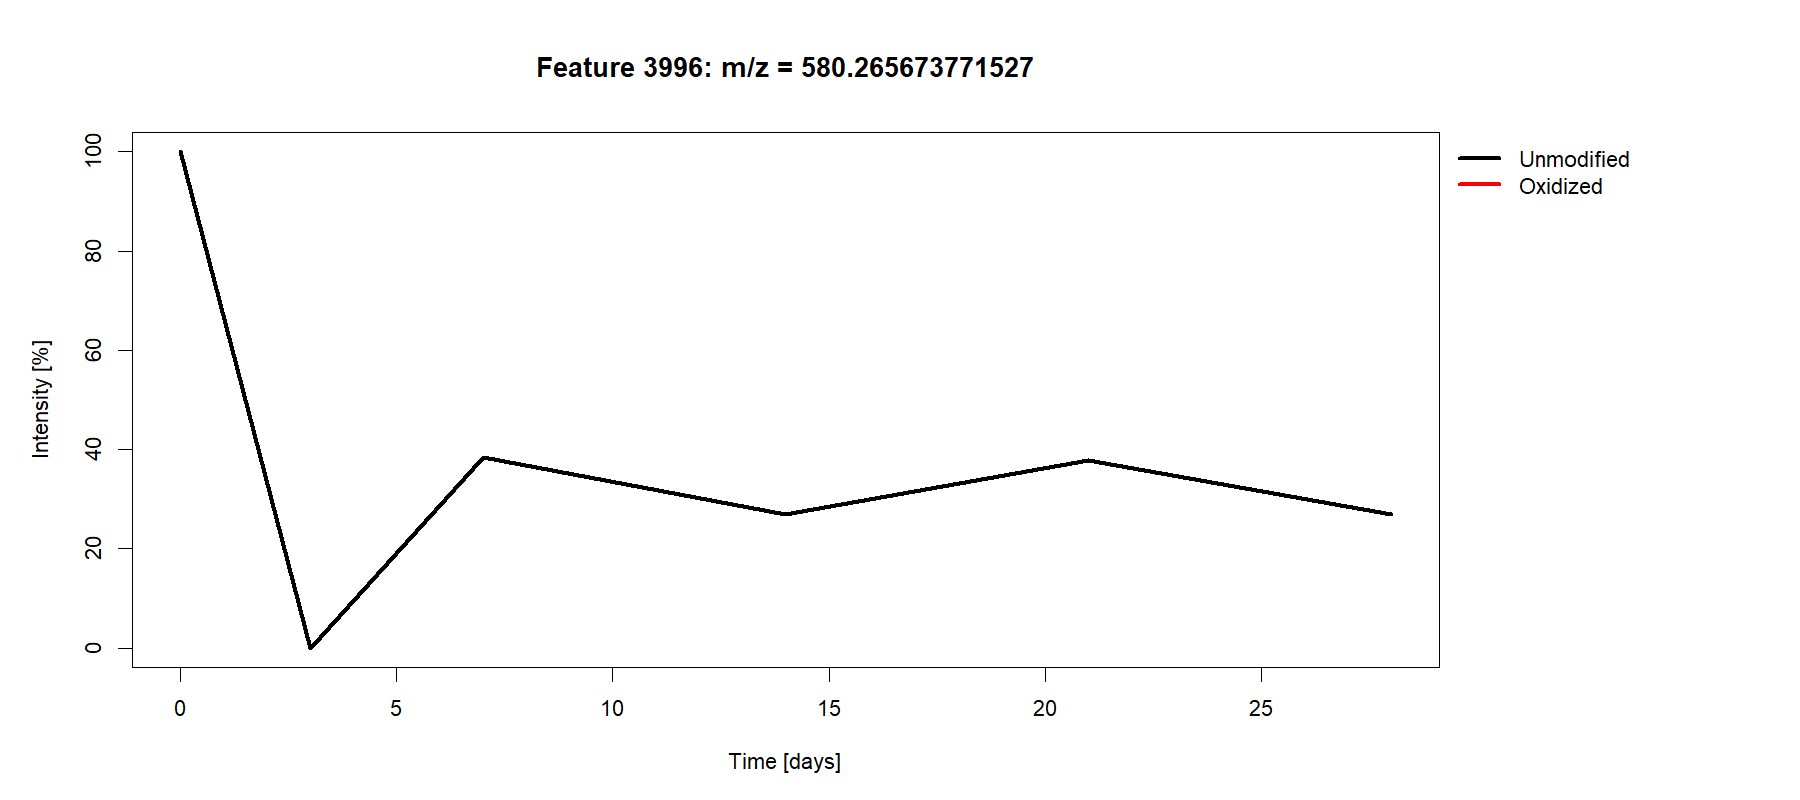 Feature 3996: m/z = 580.265673771527
Unmodified
Oxidized
Intensity [%]
100
80
60
40
20
0
0 5 10 15 20 25
Time [days]